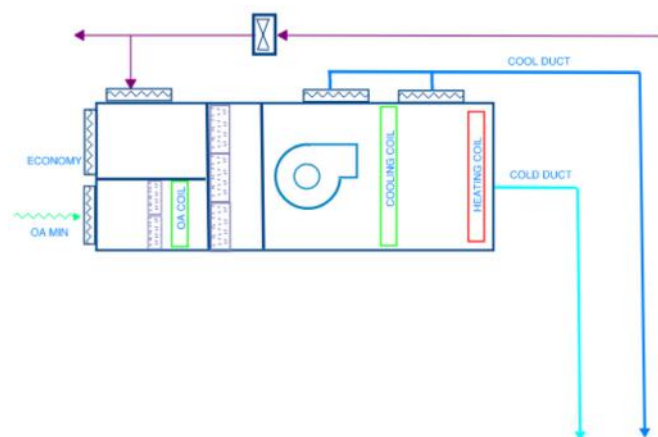 COOL DUCT
ECONOMY
OA COIL
COOLING COIL
HEATING COIL
COLD DUCT
OA MIN